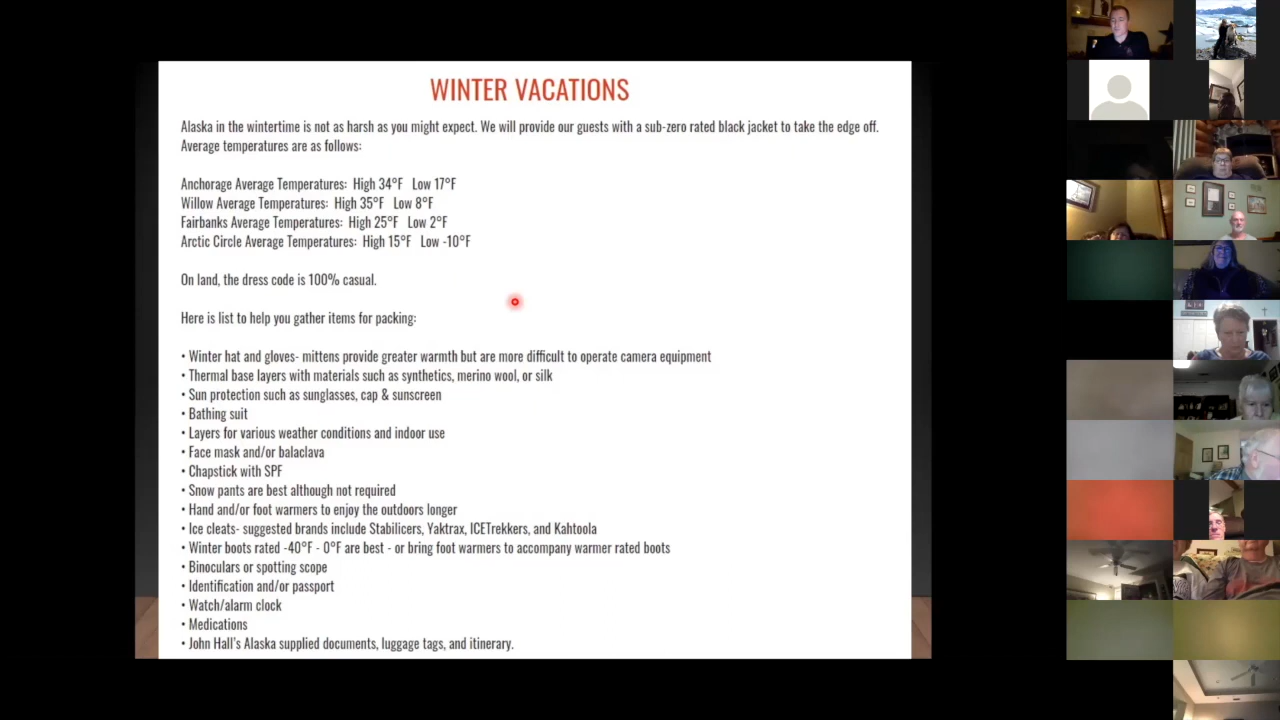 WINTER VACATIONS
Alaska in the wintertime is not as harsh as you might expect. We will provide our guests with a sub-zero rated black jacket to take the edge off.
Average temperatures are as follows:
Anchorage Average Temperatures: High 34°F Low 17°F
Willow Average Temperatures: High 35°F Low 8°F
Fairbanks Average Temperatures: High 25°F Low 2°F
Arctic Circle Average Temperatures: High 15°F Low -10°F
On land, the dress code is 100% casual.
Here is list to help you gather items for packing:
• Winter hat and gloves- mittens provide greater warmth but are more difficult to operate camera equipment
• Thermal base layers with materials such as synthetics, merino wool, or silk
• Sun protection such as sunglasses, cap & sunscreen
• Bathing suit
• Layers for various weather conditions and indoor use
• Face mask and/or balaclava
• Chapstick with SPF
• Snow pants are best although not required
• Hand and/or foot warmers to enjoy the outdoors longer
• Ice cleats- suggested brands include Stabilicers, Yaktrax, ICETrekkers, and Kahtoola
• Winter boots rated -40°F - 0°F are best - or bring foot warmers to accompany warmer rated boots
• Binoculars or spotting scope
• Identification and/or passport
• Watch/alarm clock
• Medications
• John Hall's Alaska supplied documents, luggage tags, and itinerary.